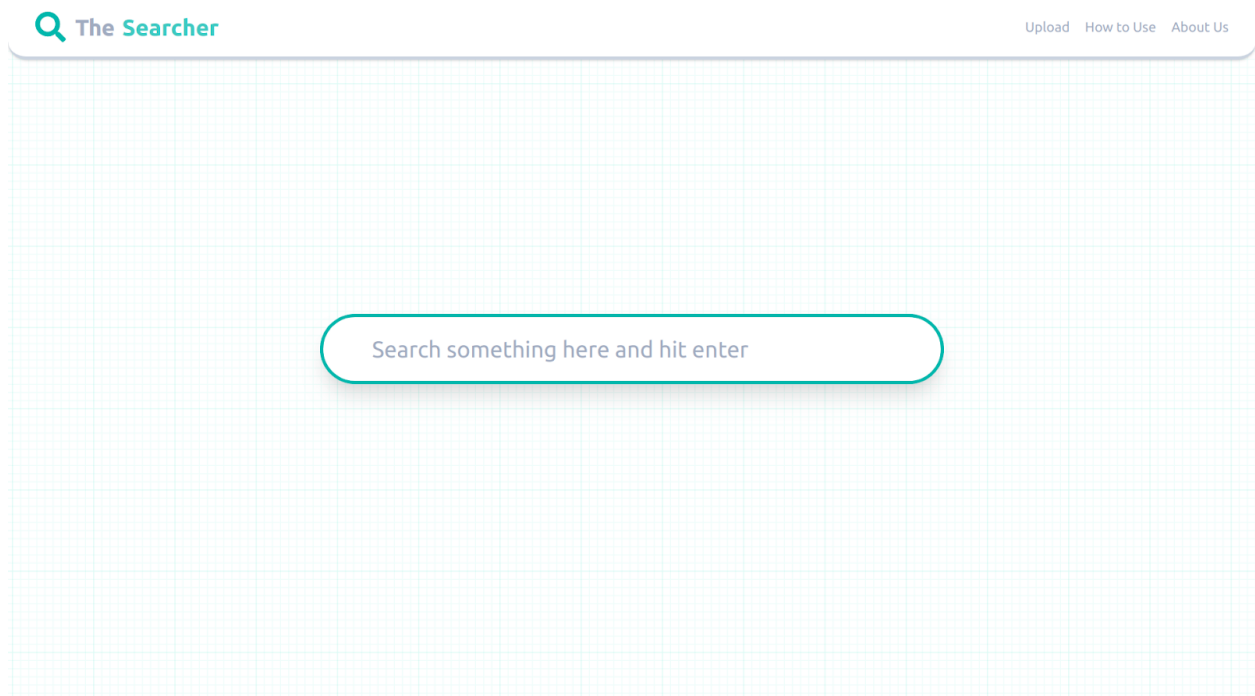 The Searcher
Upload How to Use About Us
Search something here and hit enter